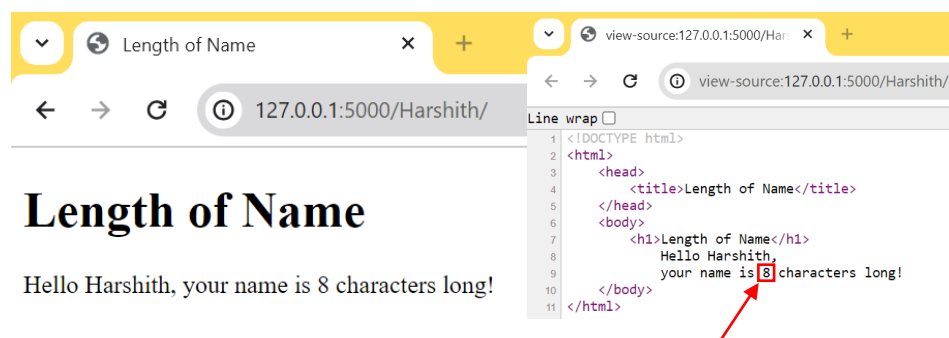 Length of Name
127.0.0.1:5000/Harshith/
Length of Name
Hello Harshith, your name is 8 characters long!
view-source:127.0.0.1:5000/Har
view-source:127.0.0.1:5000/Harshith/
Line wrap
1 <!DOCTYPE html>
2 <html>
3 <head>
4 <title>Length of Name</title>
5 </head>
6 <body>
7 <h1>Length of Name</h1>
8 Hello Harshith,
9 your name is 8 characters long!
10 </body>
11 </html>